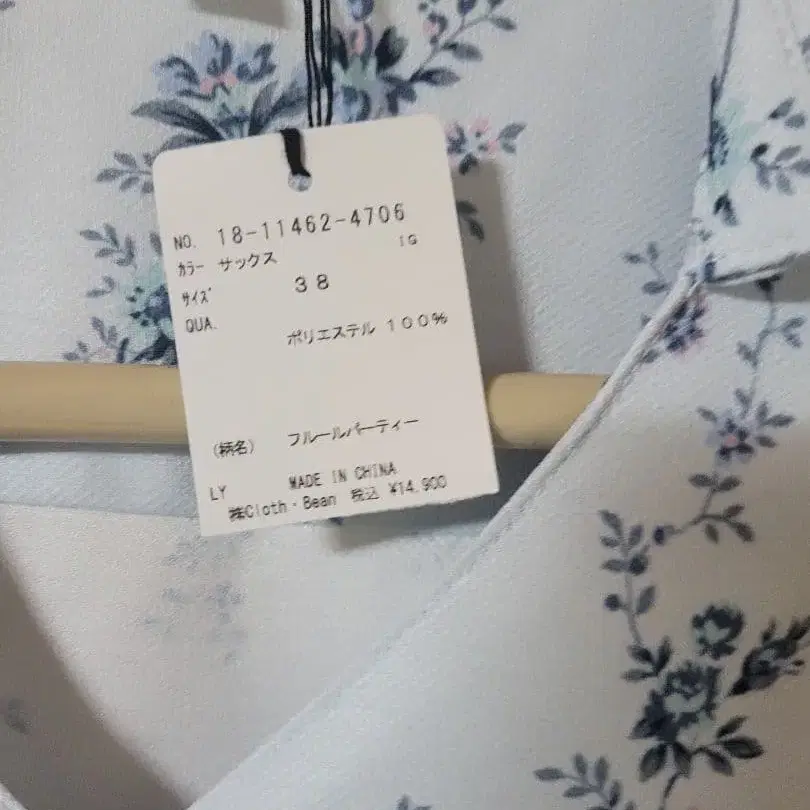 NO. 18-11462-4706
IG
ｶﾗｰ サックス
ｻｲｽﾞ 38
QUA.
ポリエステル 100%
(柄名) フルールパーティー
LY MADE IN CHINA
㈱Cloth・Bean 税込 ¥14,900